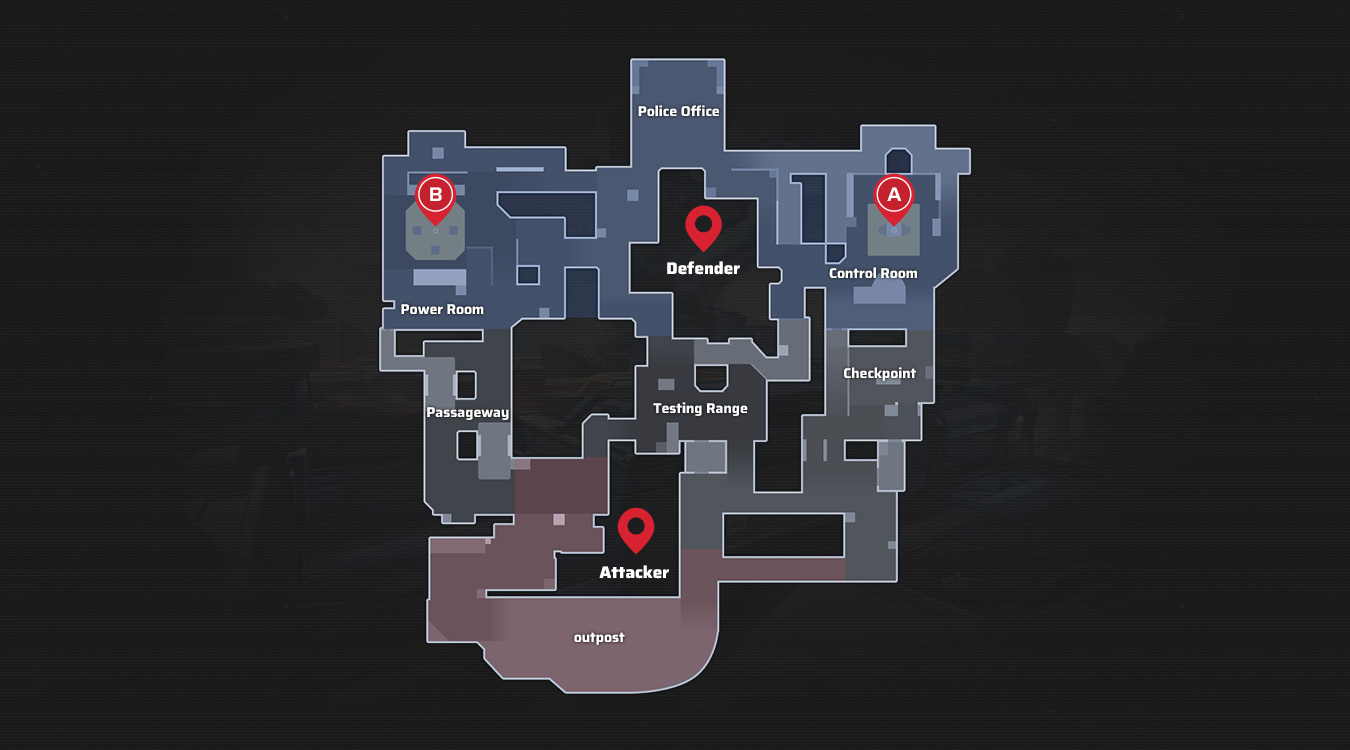 Police Office
B
A
Defender
Control Room
Power Room
Checkpoint
Testing Range
Passageway
Attacker
outpost